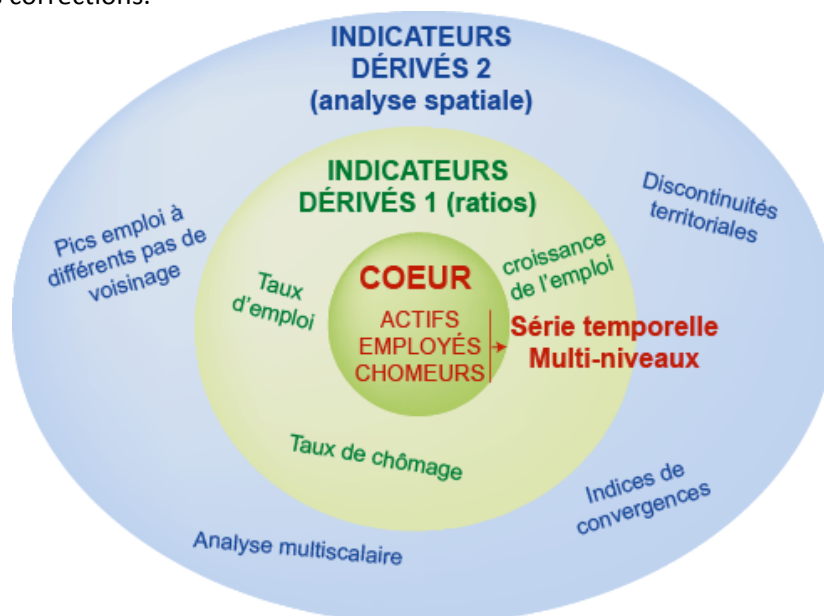 s corrections.
INDICATEURS
DÉRIVÉS 2
(analyse spatiale)
INDICATEURS
DÉRIVÉS 1 (ratios)
Discontinuités
territoriales
Pics emploi à
différents pas de
voisinage
Taux
d'emploi
COEUR
croissance
de l'emploi
ACTIFS
EMPLOYÉS
CHOMEURS
Série temporelle
Multi-niveaux
Taux de chômage
Indices de
convergences
Analyse multiscalaire